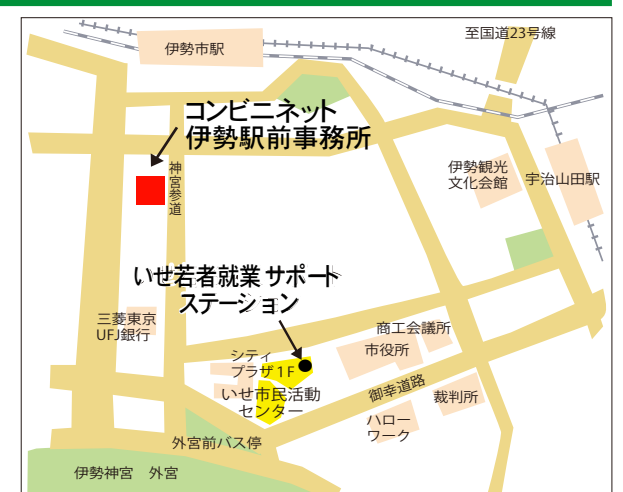 至国道23号線
伊勢市駅
コンビニネット
伊勢駅前事務所
神宮参道
伊勢観光
文化会館
宇治山田駅
いせ若者就業サポート
ステーション
三菱東京
UFJ銀行
商工会議所
市役所
シティ
プラザ1F
いせ市民活動
センター
御幸道路
裁判所
ハロー
ワーク
外宮前バス停
伊勢神宮　外宮